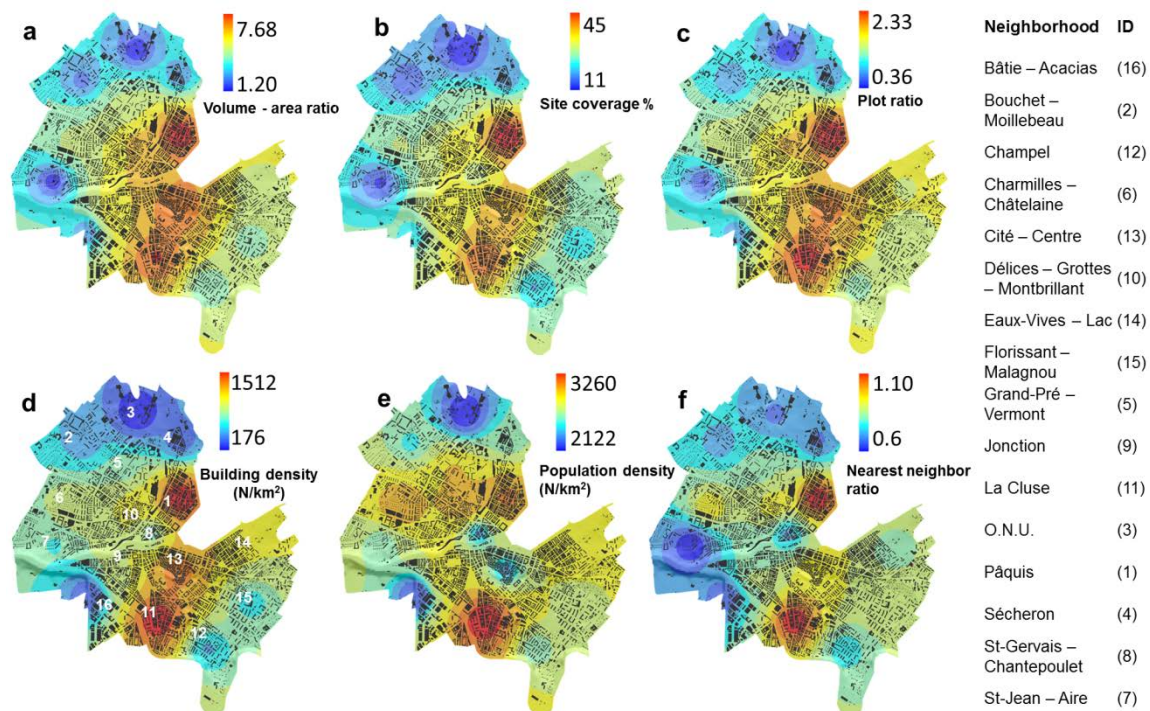 a
7.68
1.20
Volume - area ratio
b
45
11
Site coverage %
c
2.33
0.36
Plot ratio
d
1512
176
Building density
(N/km²)
3
2
4
5
6
1
10
8
7
9
13
14
16
11
15
12
e
3260
2122
Population density
(N/km²)
f
1.10
0.6
Nearest neighbor
ratio
Neighborhood ID
Bâtie – Acacias (16)
Bouchet –
Moillebeau (2)
Champel (12)
Charmilles –
Châtelaine (6)
Cité – Centre (13)
Délices – Grottes
– Montbrillant (10)
Eaux-Vives – Lac (14)
Florissant –
Malagnou (15)
Grand-Pré –
Vermont (5)
Jonction (9)
La Cluse (11)
O.N.U. (3)
Pâquis (1)
Sécheron (4)
St-Gervais –
Chantepoulet (8)
St-Jean – Aire (7)